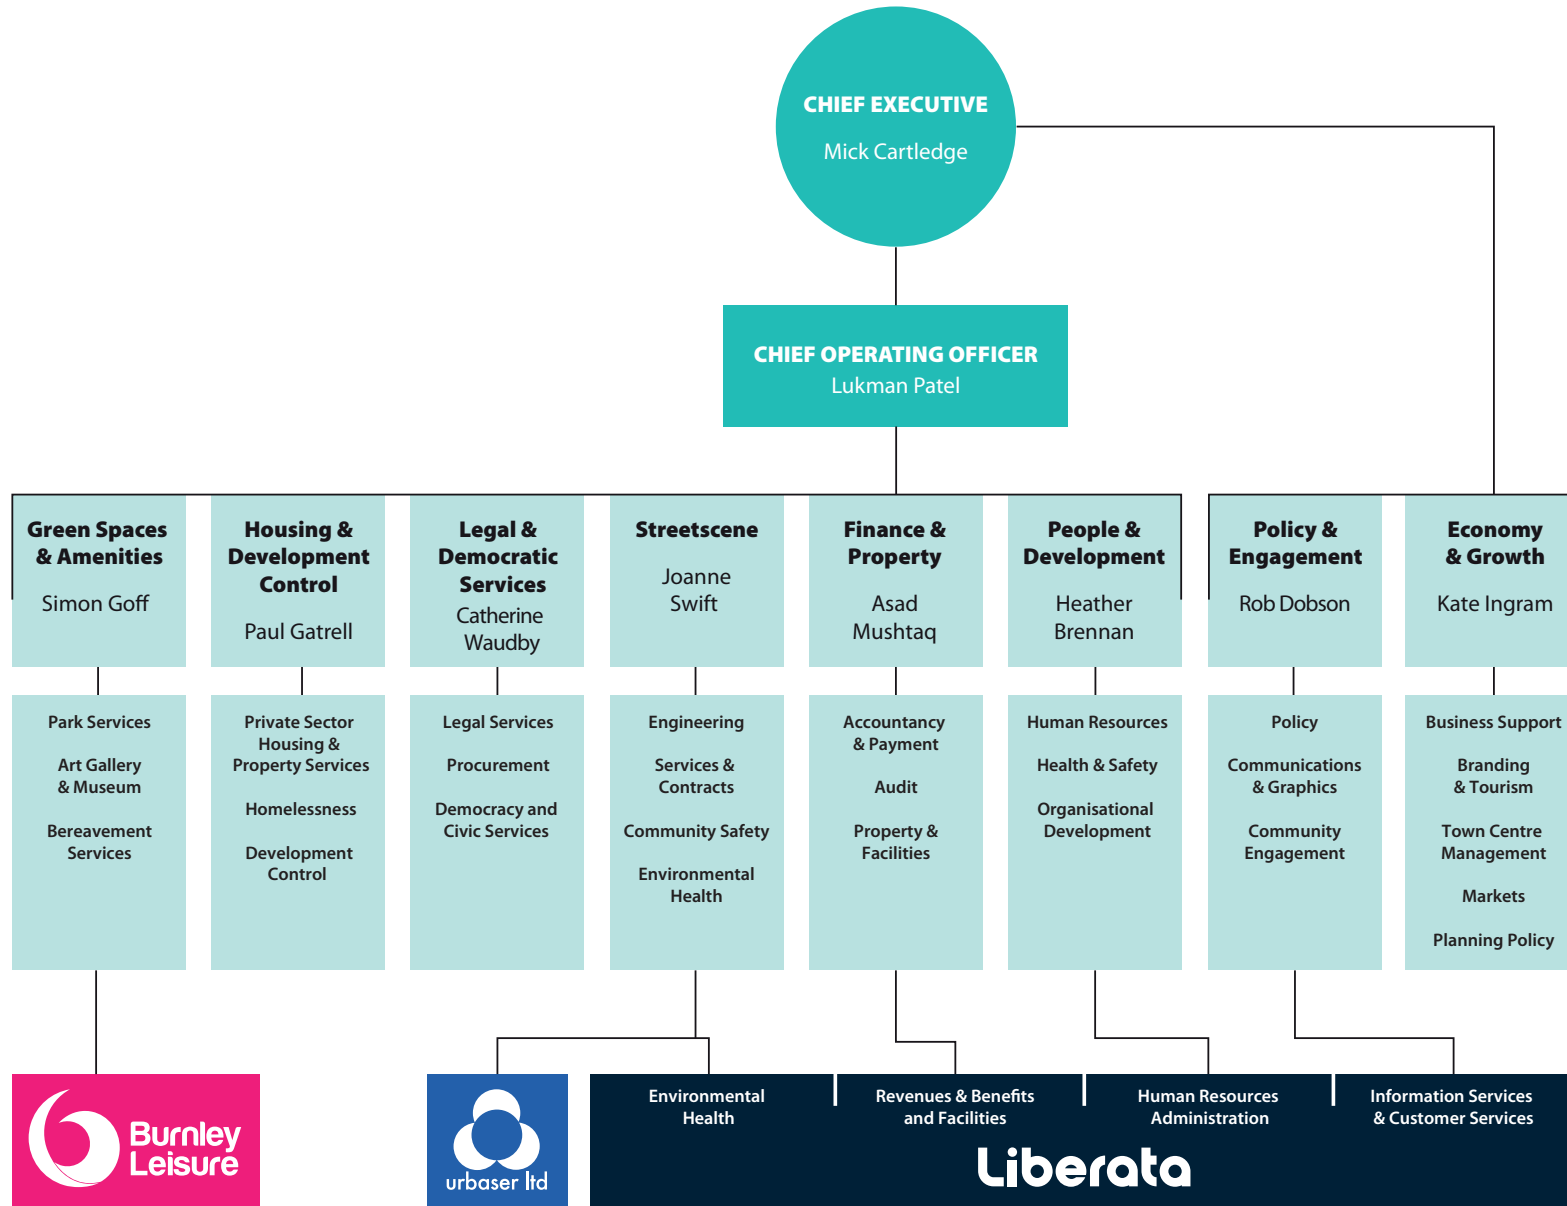 CHIEF EXECUTIVE
Mick Cartledge
CHIEF OPERATING OFFICER
Lukman Patel
Green Spaces
& Amenities
Simon Goff
Housing &
Development
Control
Paul Gatrell
Legal &
Democratic
Services
Catherine
Waudby
Streetscene
Joanne
Swift
Finance &
Property
Asad
Mushtaq
People &
Development
Heather
Brennan
Policy &
Engagement
Rob Dobson
Economy
& Growth
Kate Ingram
Park Services
Art Gallery
& Museum
Bereavement
Services
Private Sector
Housing &
Property Services
Homelessness
Development
Control
Legal Services
Procurement
Democracy and
Civic Services
Engineering
Services &
Contracts
Community Safety
Environmental
Health
Accountancy
& Payment
Audit
Property &
Facilities
Human Resources
Health & Safety
Organisational
Development
Policy
Communications
& Graphics
Community
Engagement
Business Support
Branding
& Tourism
Town Centre
Management
Markets
Planning Policy
Burnley
Leisure
urbaser ltd
Environmental
Health
Revenues & Benefits
and Facilities
Human Resources
Administration
Information Services
& Customer Services
Liberata